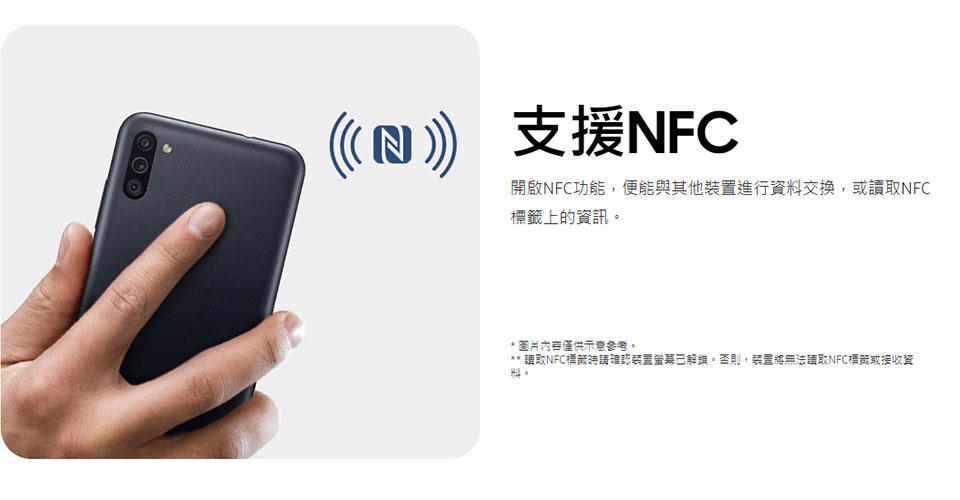 支援NFC
開啟NFC功能，便能與其他裝置進行資料交換，或讀取NFC
標籤上的資訊。
* 圖片內容僅供示意參考。
** 讀取NFC標籤時請確認裝置螢幕已解鎖。否則，裝置將無法讀取NFC標籤或接收資
料。